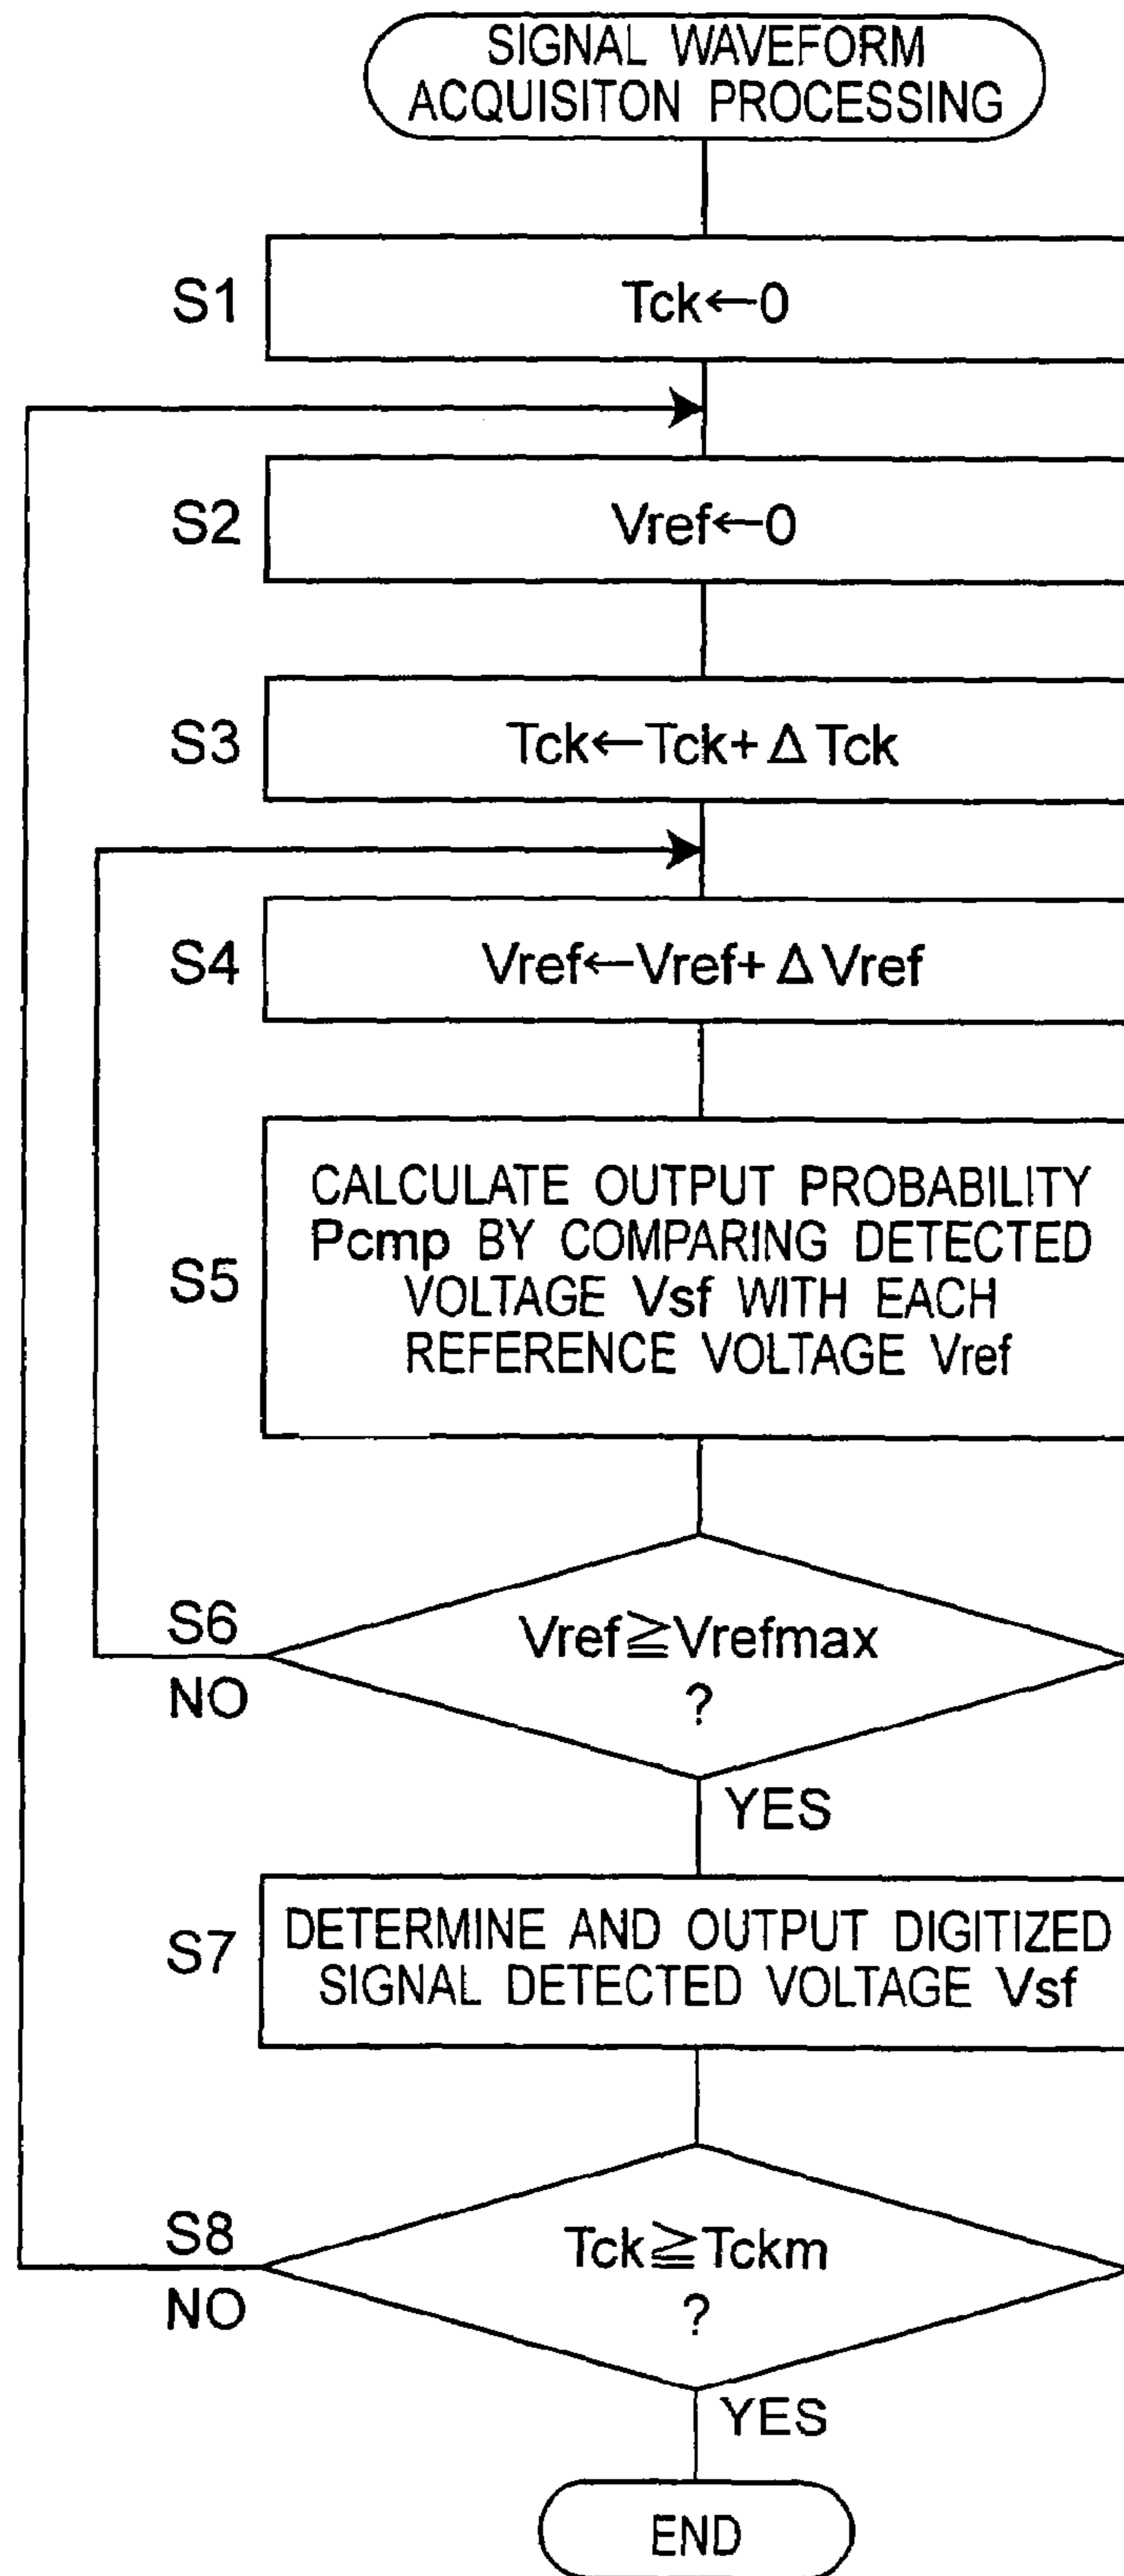 SIGNAL WAVEFORM
ACQUISITON PROCESSING
S1
Tck←0
S2
Vref←0
S3
Tck←Tck+ Δ Tck
S4
Vref←Vref+ Δ Vref
S5
CALCULATE OUTPUT PROBABILITY
Pcmp BY COMPARING DETECTED
VOLTAGE Vsf WITH EACH
REFERENCE VOLTAGE Vref
S6
NO
Vref≧Vrefmax
?
YES
S7
DETERMINE AND OUTPUT DIGITIZED
SIGNAL DETECTED VOLTAGE Vsf
S8
NO
Tck≧Tckm
?
YES
END